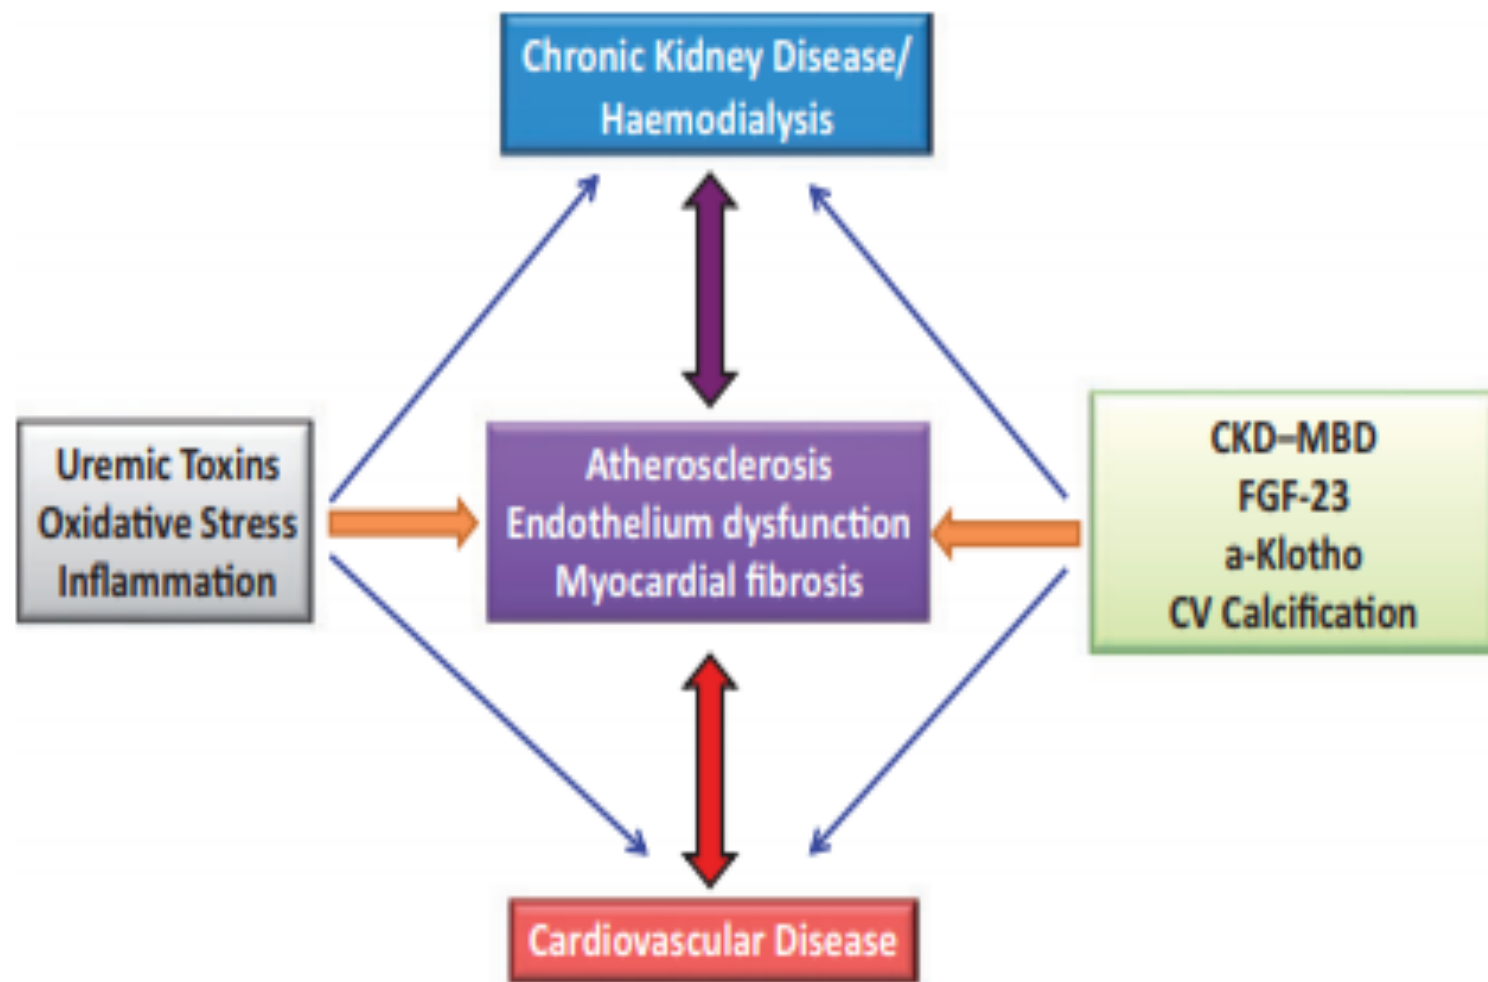 Chronic Kidney Disease/
Haemodialysis
Uremic Toxins
Oxidative Stress
Inflammation
Atherosclerosis
Endothelium dysfunction
Myocardial fibrosis
CKD–MBD
FGF-23
a-Klotho
CV Calcification
Cardiovascular Disease